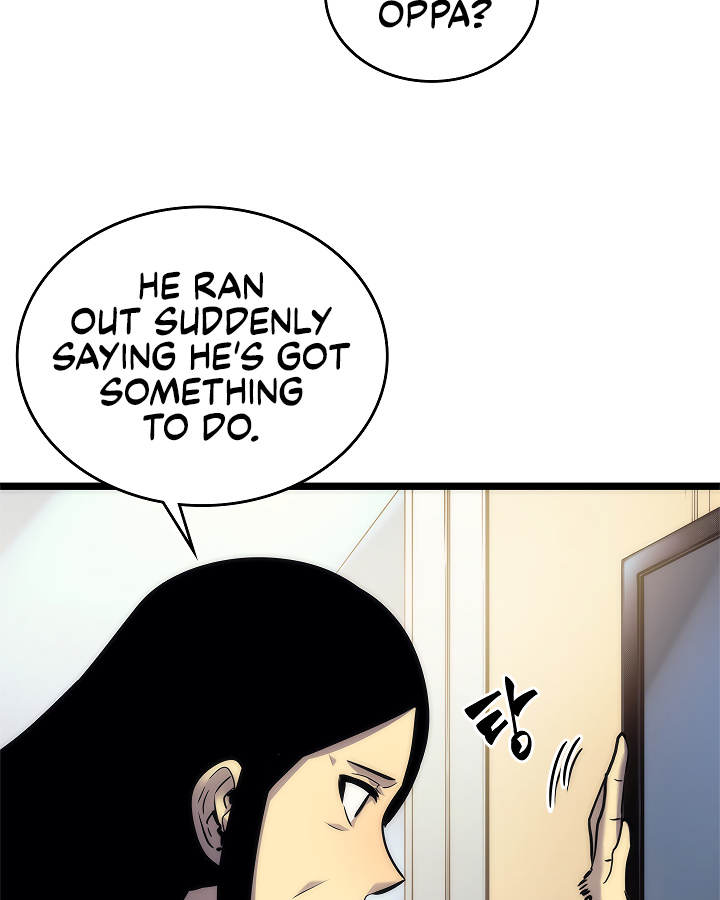 OPPA?
HE RAN
OUT SUDDENLY
SAYING HE'S GOT
SOMETHING
TO DO.
탕